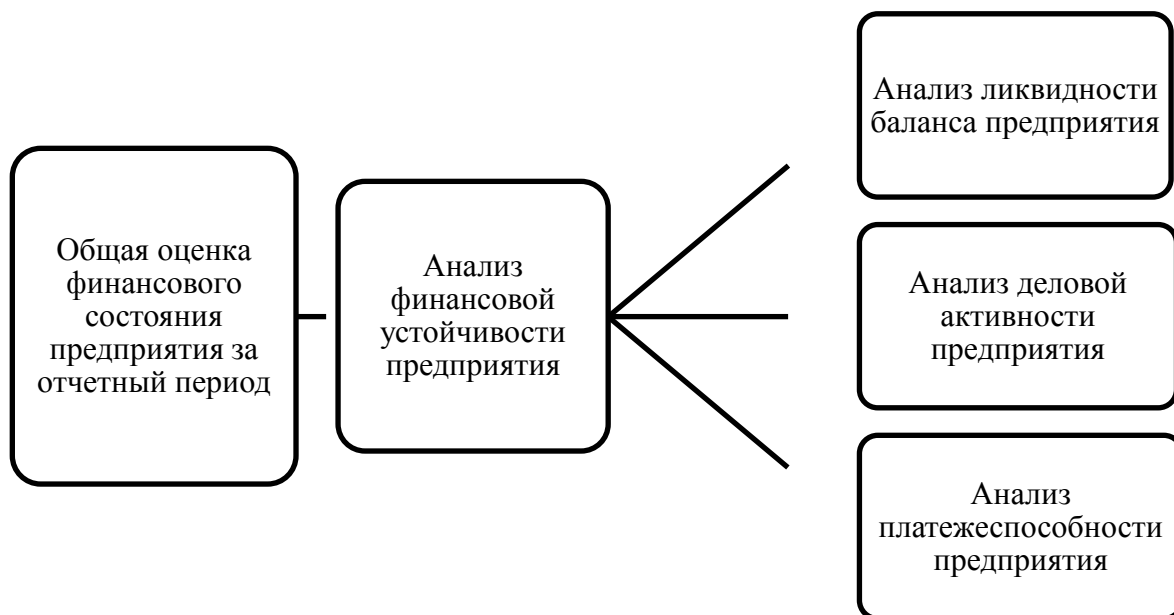 Общая оценка
финансового
состояния
предприятия за
отчетный период
Анализ
финансовой
устойчивости
предприятия
Анализ ликвидности
баланса предприятия
Анализ деловой
активности
предприятия
Анализ
платежеспособности
предприятия